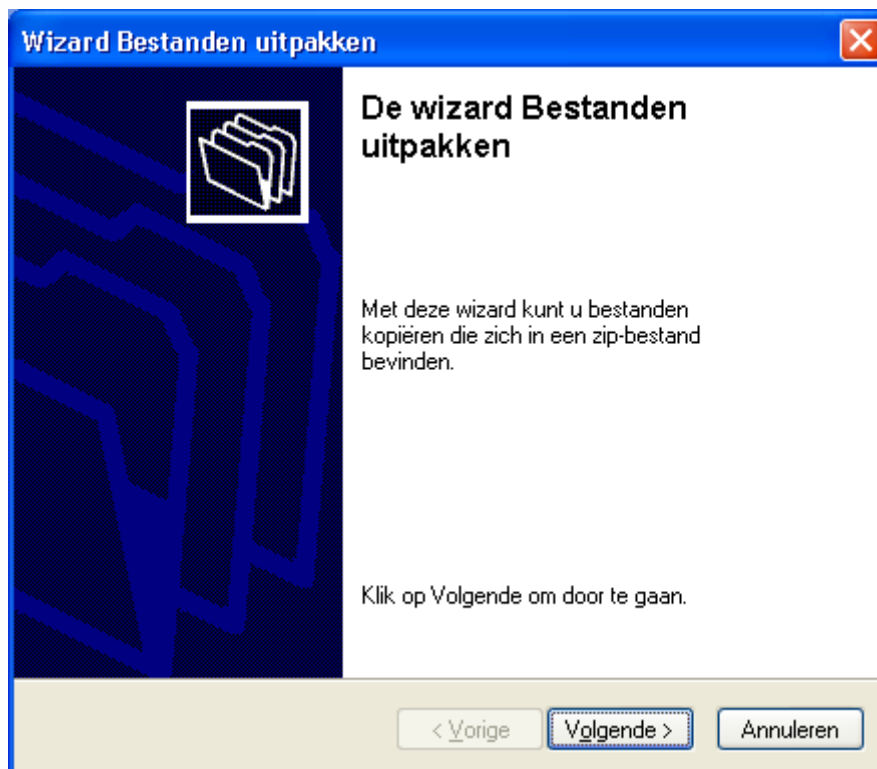 Wizard Bestanden uitpakken
De wizard Bestanden
uitpakken
Met deze wizard kunt u bestanden
kopiëren die zich in een zip-bestand
bevinden.
Klik op Volgende om door te gaan.
< Vorige
Volgende >
Annuleren